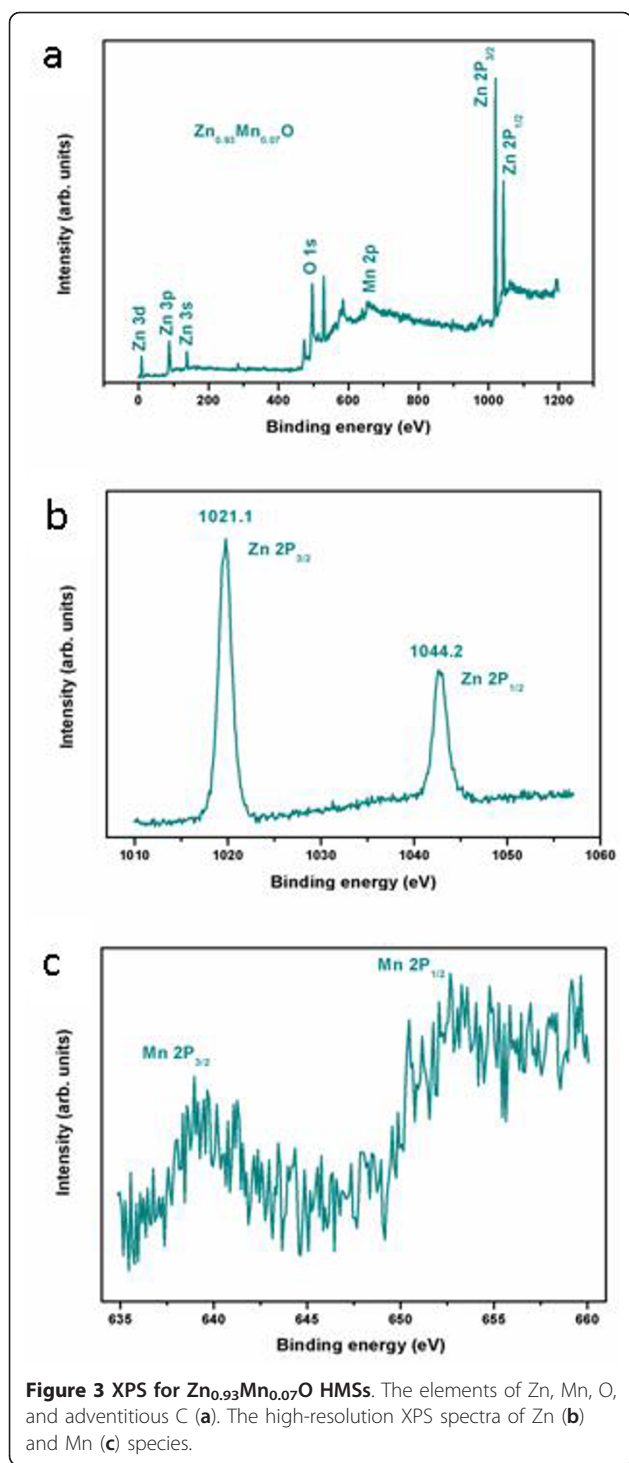 a
Zn₀.₉₃Mn₀.₀₇O
Zn 3d
Zn 3p
Zn 3s
O 1s
Mn 2p
Zn 2P₃/₂
Zn 2P₁/₂
Intensity (arb. units)
0 200 400 600 800 1000 1200
Binding energy (eV)
b
1021.1
Zn 2P₃/₂
1044.2
Zn 2P₁/₂
Intensity (arb. units)
1010 1020 1030 1040 1050 1060
Binding energy (eV)
c
Mn 2P₁/₂
Mn 2P₃/₂
Intensity (arb. units)
635 640 645 650 655 660
Binding energy (eV)
Figure 3 XPS for Zn₀.₉₃Mn₀.₀₇O HMSs. The elements of Zn, Mn, O,
and adventitious C (a). The high-resolution XPS spectra of Zn (b)
and Mn (c) species.